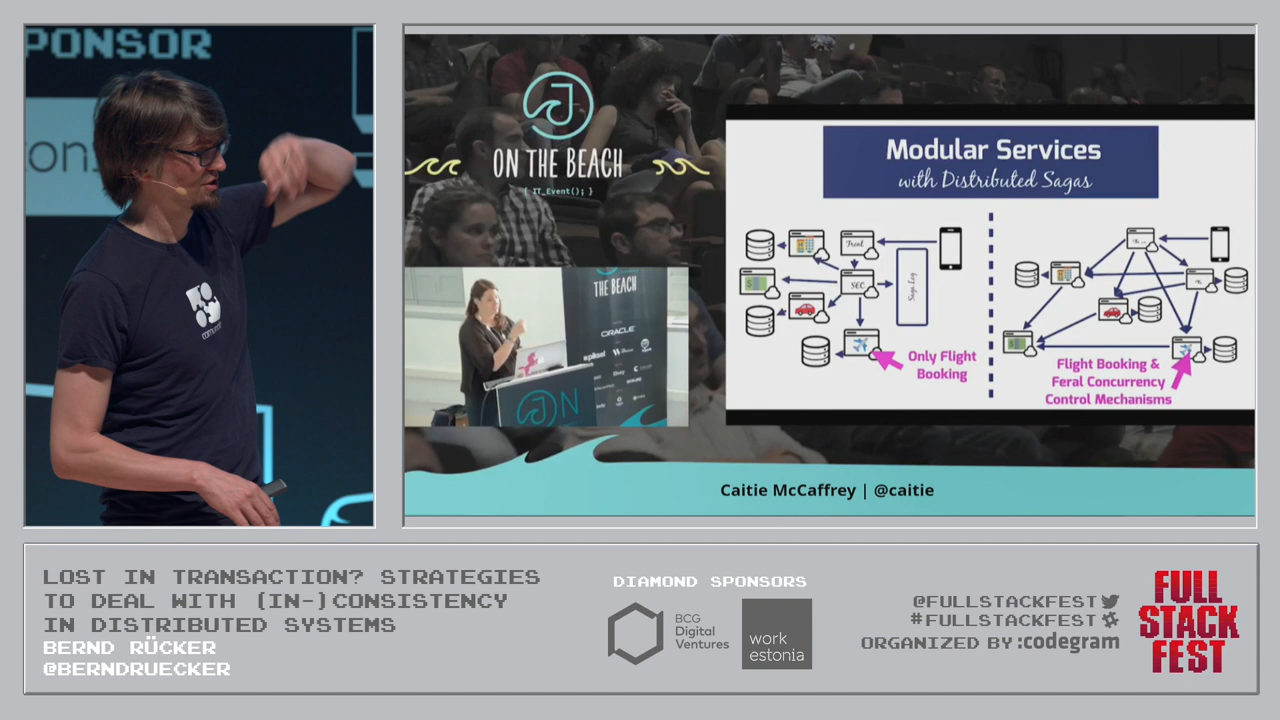 PONSOR
ON THE BEACH
{ IT_Event(); }
THE BEACH
ORACLE
Modular Services
with Distributed Sagas
Front
SEC
Saga Log
Only Flight
Booking
Flight Booking &
Feral Concurrency
Control Mechanisms
Caitie McCaffrey | @caitie
LOST IN TRANSACTION? STRATEGIES
TO DEAL WITH (IN-)CONSISTENCY
IN DISTRIBUTED SYSTEMS
BERND RÜCKER
@BERNDRUECKER
DIAMOND SPONSORS
BCG
Digital
Ventures
work
estonia
@FULLSTACKFEST
#FULLSTACKFEST
ORGANIZED BY :codegram
FULL
STACK
FEST